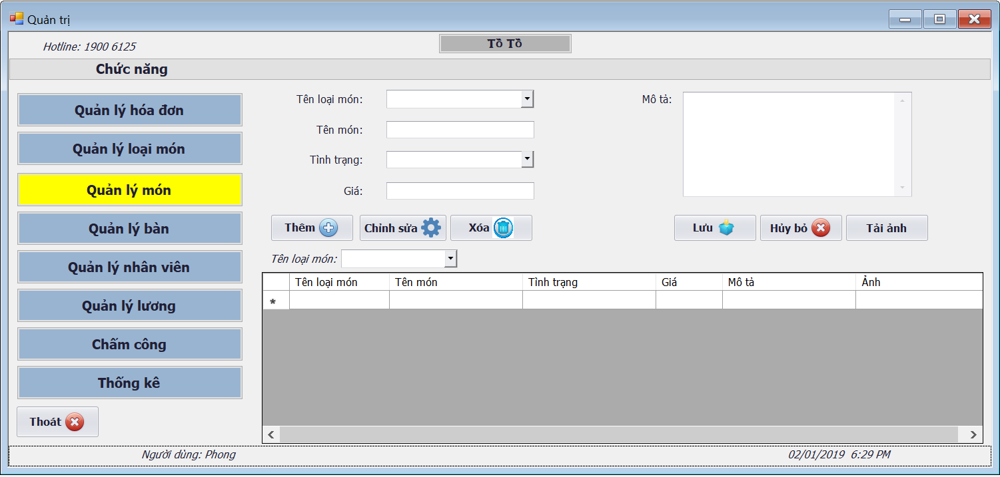 Quản trị
Hotline: 1900 6125
Tồ Tồ
Chức năng
Quản lý hóa đơn
Quản lý loại món
Quản lý món
Quản lý bàn
Quản lý nhân viên
Quản lý lương
Chấm công
Thống kê
Thoát
Tên loại món:
Tên món:
Tình trạng:
Giá:
Mô tả:
Thêm Chỉnh sửa Xóa Lưu Hủy bỏ Tải ảnh
Tên loại món:
Tên loại món Tên món Tình trạng Giá Mô tả Ảnh
*
Người dùng: Phong 02/01/2019 6:29 PM